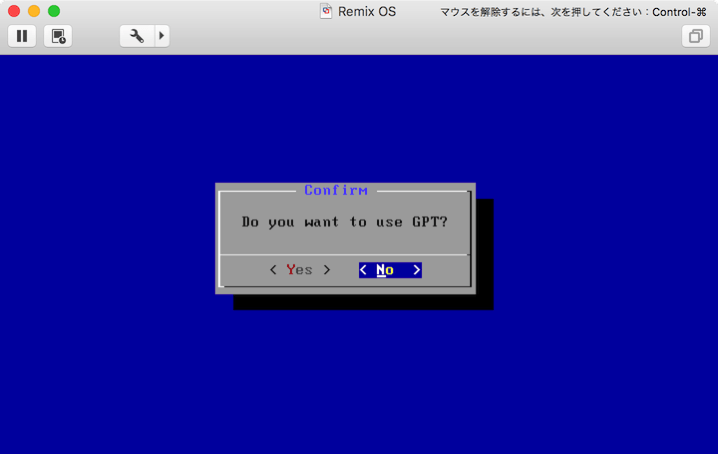 Remix OS
マウスを解除するには、次を押してください：Control-⌘
Confirm
Do you want to use GPT?
< Yes > < No >